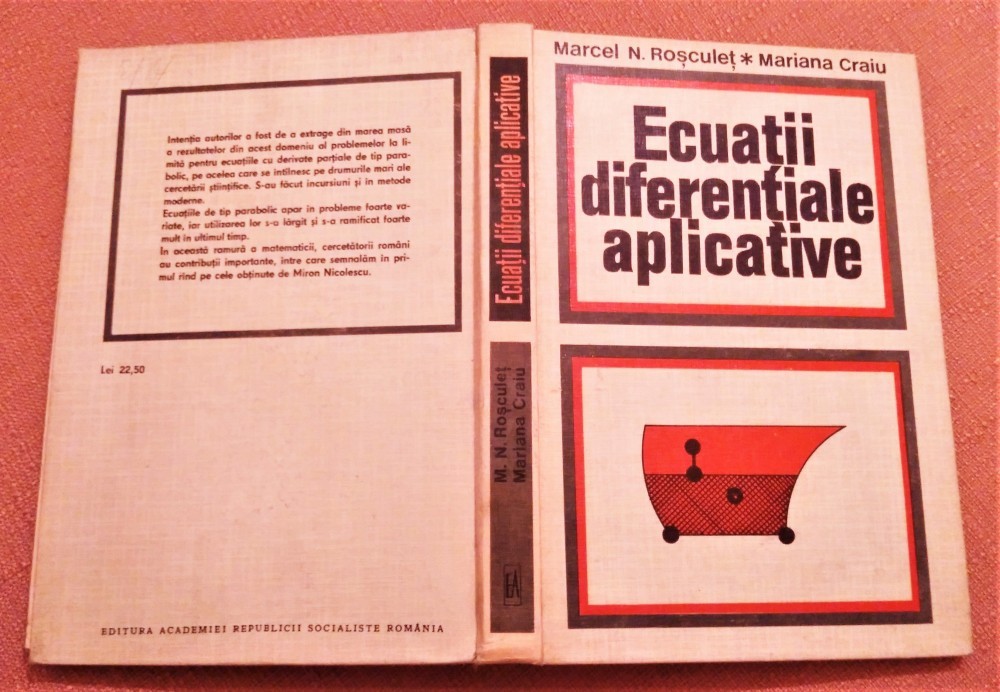 Intenția autorilor a fost de a extrage din marea masă
a rezultatelor din acest domeniu al problemelor la li-
mită pentru ecuațiile cu derivate parțiale de tip para-
bolic, pe acelea care se întîlnesc pe drumurile mari ale
cercetării științifice. S-au făcut incursiuni și în metode
moderne.
Ecuațiile de tip parabolic apar în probleme foarte va-
riate, iar utilizarea lor s-a lărgit și s-a ramificat foarte
mult în ultimul timp.
În această ramură a matematicii, cercetătorii români
au contribuții importante, între care semnalăm în pri-
mul rînd pe cele obținute de Miron Nicolescu.
Lei 22,50
EDITURA ACADEMIEI REPUBLICII SOCIALISTE ROMÂNIA
Ecuații diferențiale aplicative
M. N. Roșculeț
Mariana Craiu
EA
Marcel N. Roșculeț * Mariana Craiu
Ecuații
diferențiale
aplicative